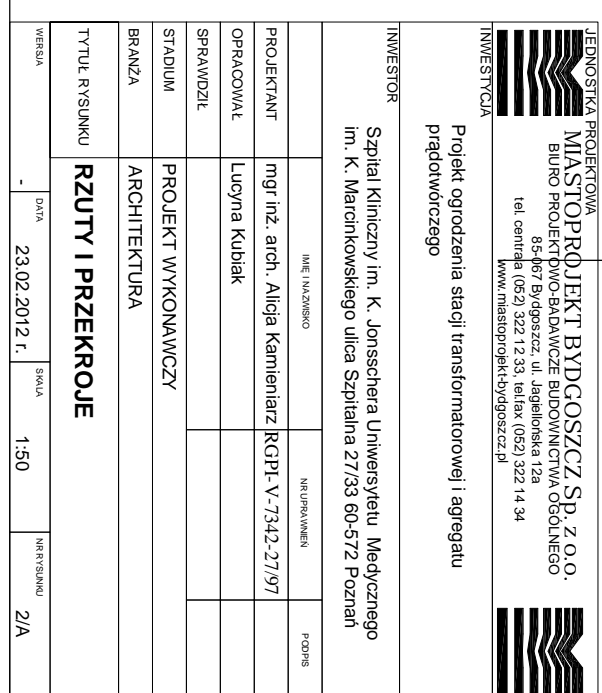 JEDNOSTKA PROJEKTOWA
MIASTOPROJEKT BYDGOSZCZ Sp. z o.o.
BIURO PROJEKTOWO-BADAWCZE BUDOWNICTWA OGÓLNEGO
85-067 Bydgoszcz, ul. Jagiellońska 12a
tel. centrala (052) 322 12 33, tel.fax (052) 322 14 34
www.miastoprojekt-bydgoszcz.pl
INWESTYCJA
Projekt ogrodzenia stacji transformatorowej i agregatu
prądotwórczego
INWESTOR
Szpital Kliniczny im. K. Jonsschera Uniwersytetu Medycznego
im. K. Marcinkowskiego ulica Szpitalna 27/33 60-572 Poznań
IMIĘ I NAZWISKO NR UPRAWNIEŃ PODPIS
PROJEKTANT mgr inż. arch. Alicja Kamieniarz RGPI-V-7342-27/97
OPRACOWAŁ Lucyna Kubiak
SPRAWDZIŁ
STADIUM PROJEKT WYKONAWCZY
BRANŻA ARCHITEKTURA
TYTUŁ RYSUNKU RZUTY I PRZEKROJE
WERSJA - DATA 23.02.2012 r. SKALA 1:50 NR RYSUNKU 2/A